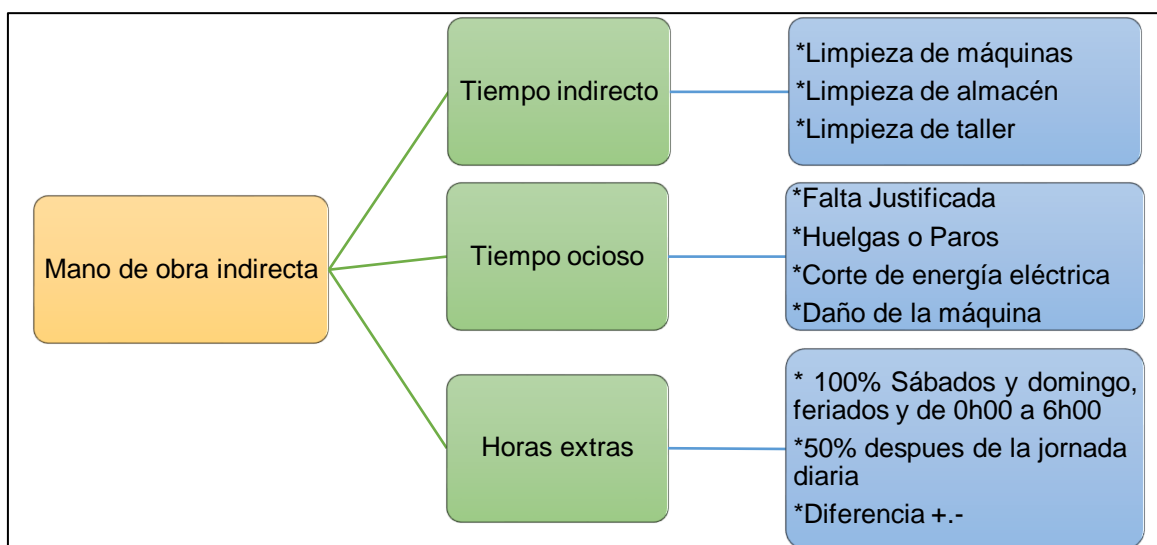 Mano de obra indirecta
Tiempo indirecto
*Limpieza de máquinas
*Limpieza de almacén
*Limpieza de taller
Tiempo ocioso
*Falta Justificada
*Huelgas o Paros
*Corte de energía eléctrica
*Daño de la máquina
Horas extras
* 100% Sábados y domingo,
feriados y de 0h00 a 6h00
*50% despues de la jornada
diaria
*Diferencia +.-